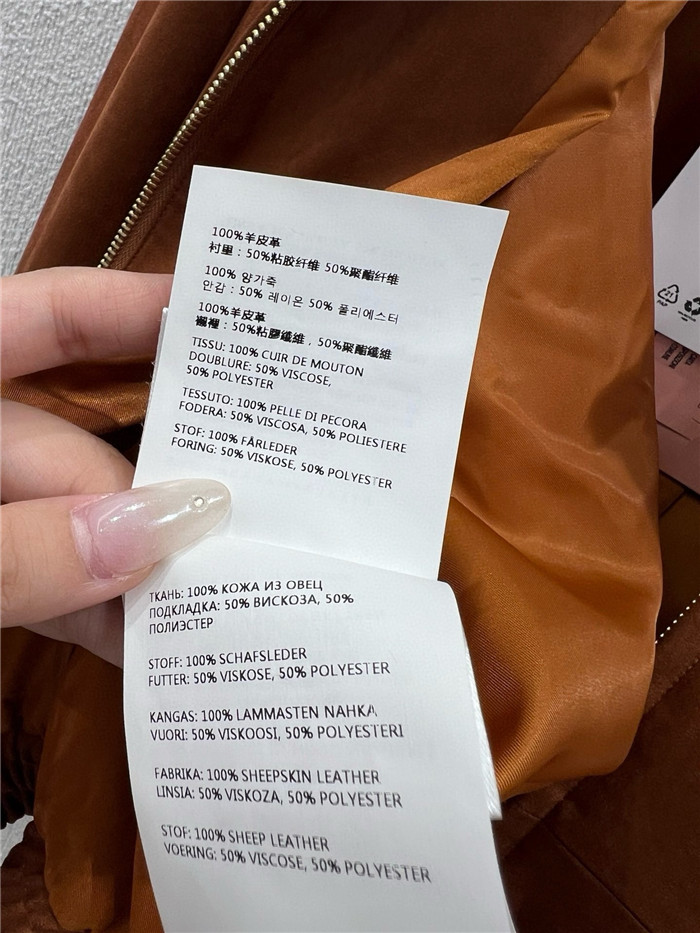 100%羊皮革
衬里：50%粘胶纤维 50%聚酯纤维
100% 양가죽
안감 : 50% 레이온 50% 폴리에스터
100%羊皮革
襯裡：50%粘膠纖維，50%聚酯纖維
TISSU: 100% CUIR DE MOUTON
DOUBLURE: 50% VISCOSE,
50% POLYESTER
TESSUTO: 100% PELLE DI PECORA
FODERA: 50% VISCOSA, 50% POLIESTERE
STOF: 100% FÅRLEDER
FORING: 50% VISKOSE, 50% POLYESTER
ТКАНЬ: 100% КОЖА ИЗ ОВЕЦ
ПОДКЛАДКА: 50% ВИСКОЗА, 50%
ПОЛИЭСТЕР
STOFF: 100% SCHAFSLEDER
FUTTER: 50% VISKOSE, 50% POLYESTER
KANGAS: 100% LAMMASTEN NAHKA
VUORI: 50% VISKOOSI, 50% POLYESTERI
FABRIKA: 100% SHEEPSKIN LEATHER
LINSIA: 50% VISKOZA, 50% POLYESTER
STOF: 100% SHEEP LEATHER
VOERING: 50% VISCOSE, 50% POLYESTER